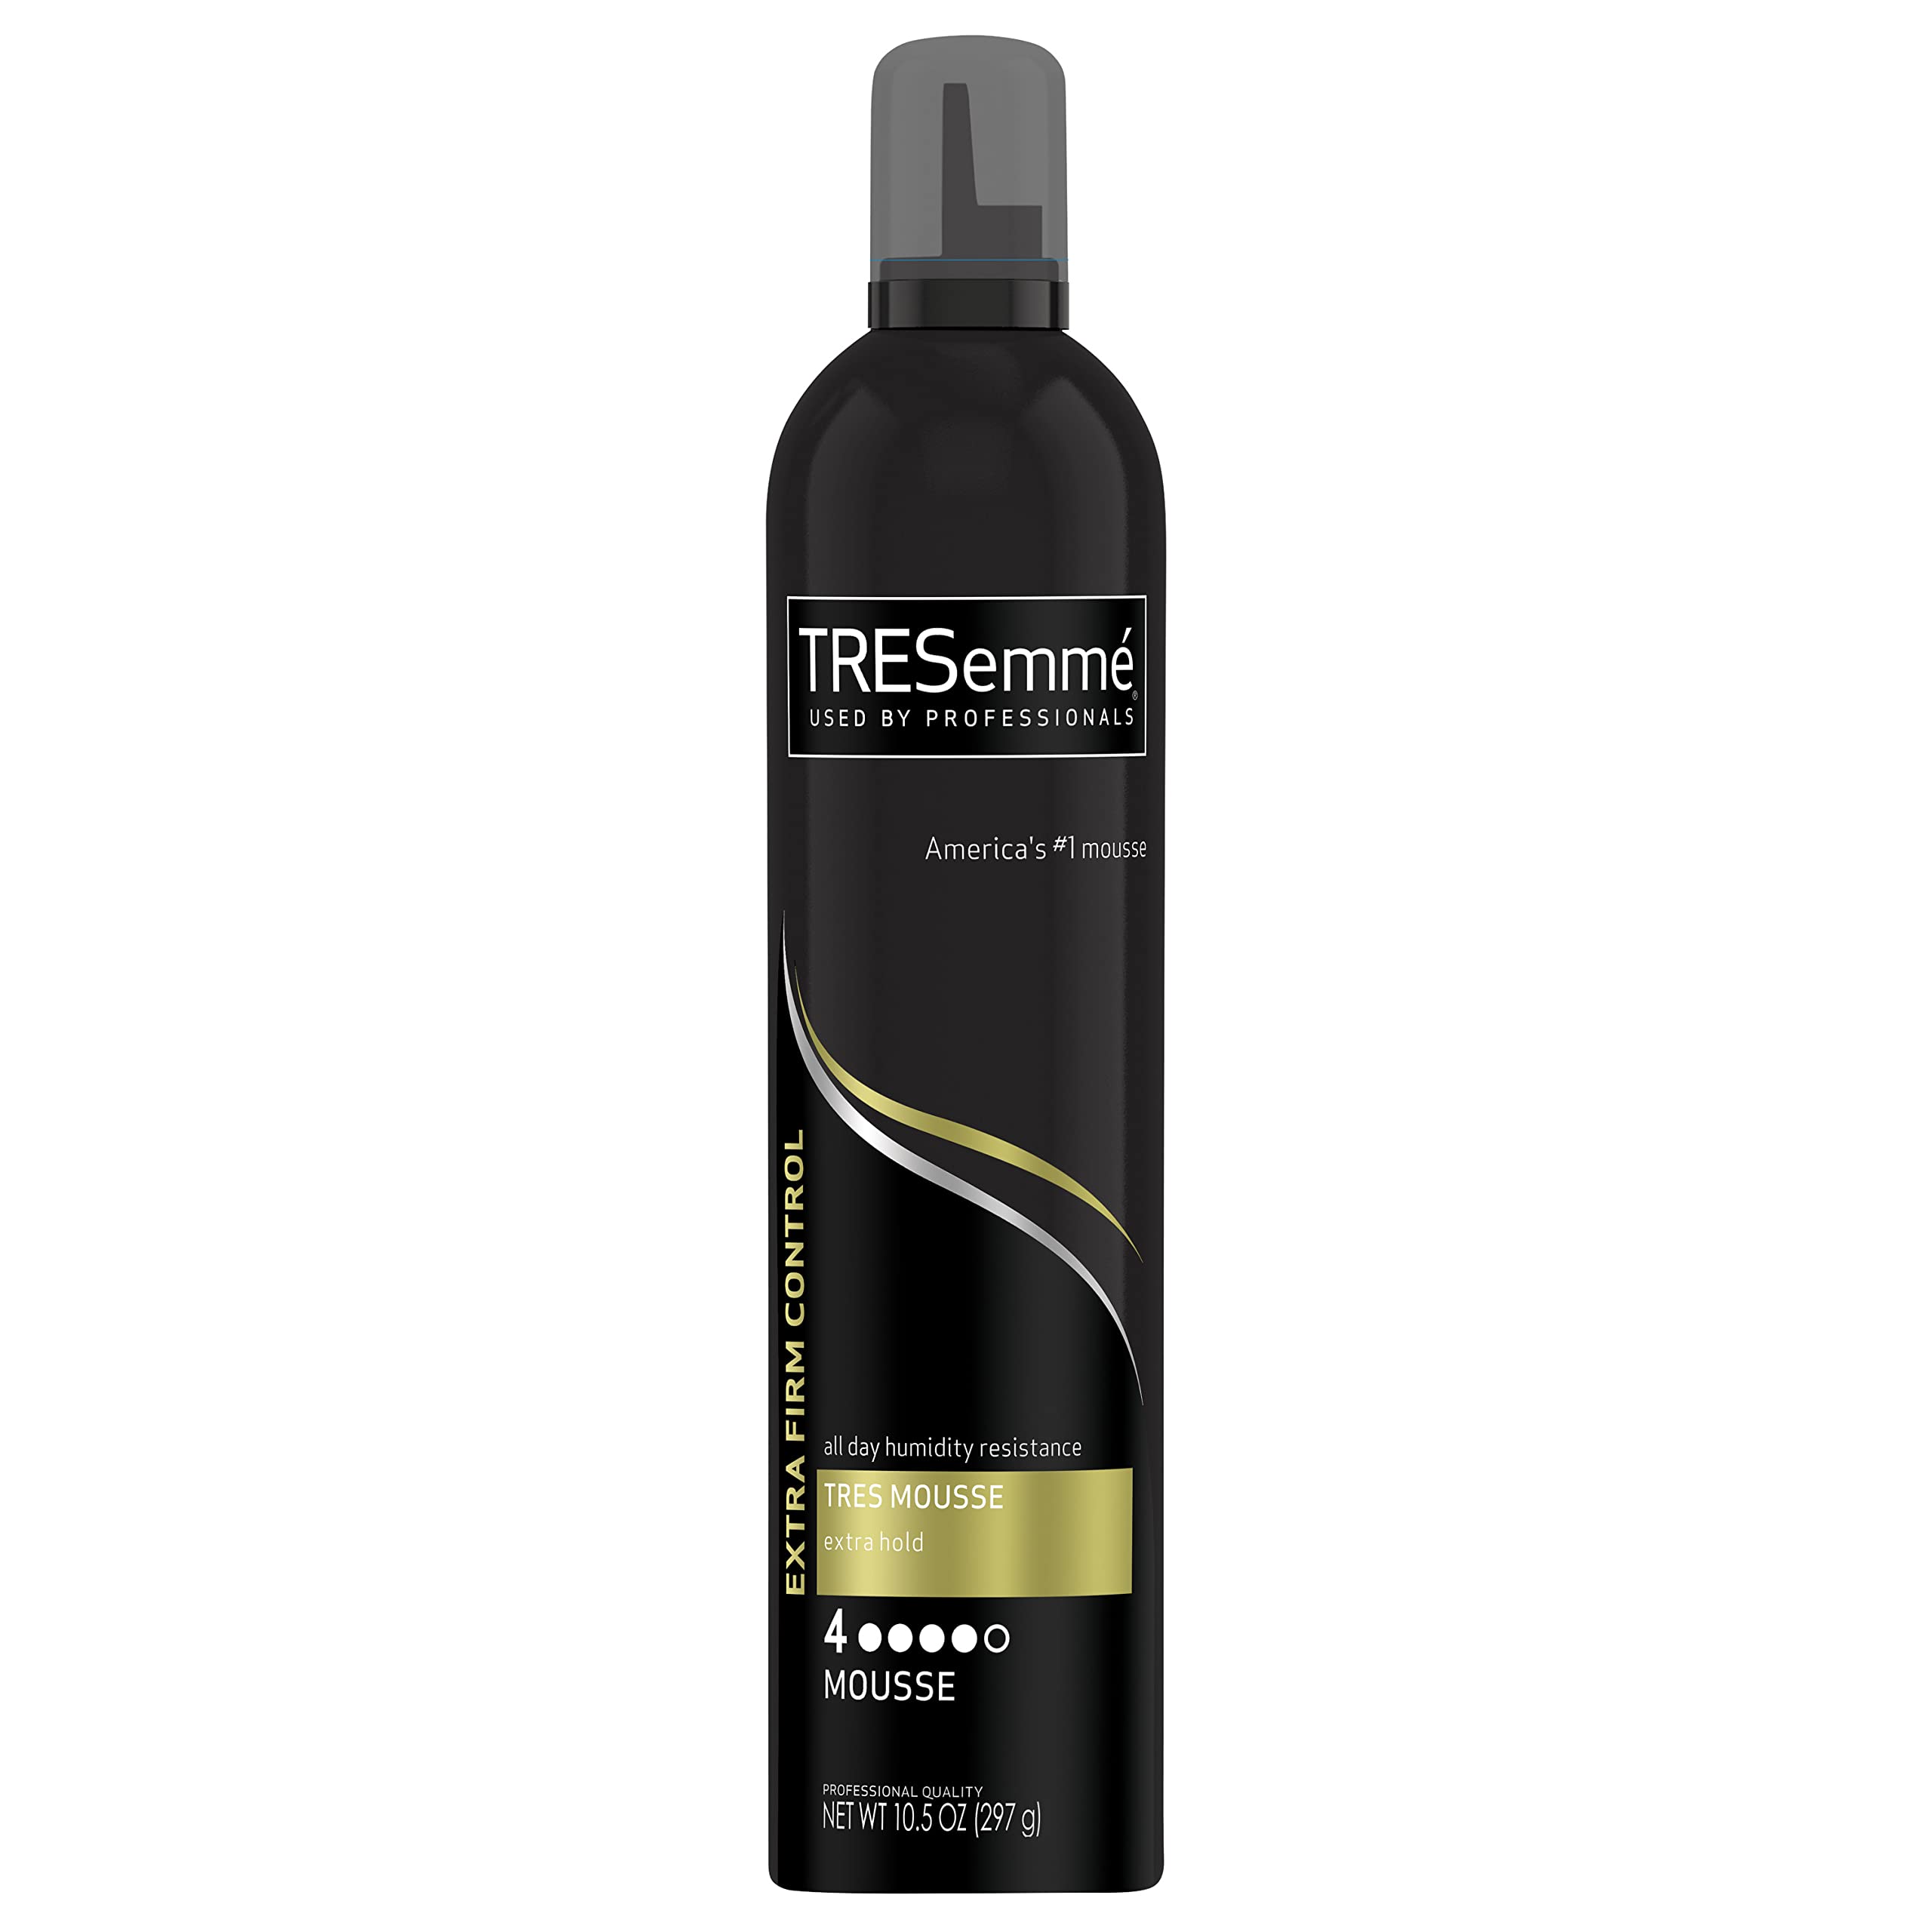 TRESemmé®
USED BY PROFESSIONALS
America's #1 mousse
EXTRA FIRM CONTROL
all day humidity resistance
TRES MOUSSE
extra hold
4
MOUSSE
PROFESSIONAL QUALITY
NET WT 10.5 OZ (297 g)